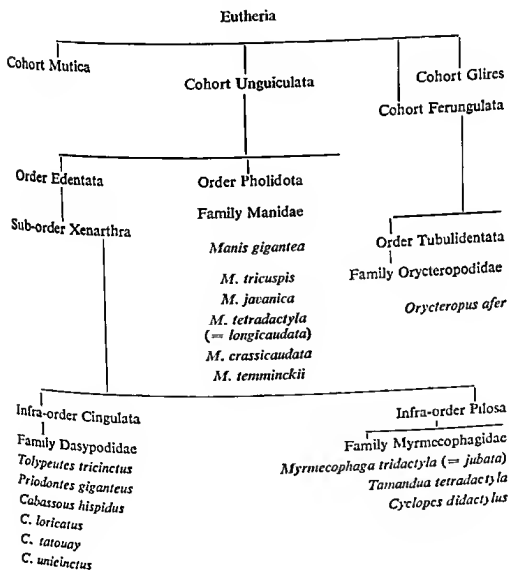 Eutheria
Cohort Mutica
Cohort Unguiculata
Cohort Glires
Cohort Ferungulata
Order Edentata
Order Pholidota
Sub-order Xenarthra
Family Manidae
Manis gigantea
M. tricuspis
M. javanica
M. tetradactyla
(= longicaudata)
M. crassicaudata
M. temminckii
Order Tubulidentata
Family Orycteropodidae
Orycteropus afer
Infra-order Cingulata
Family Dasypodidae
Tolypeutes tricinctus
Priodontes giganteus
Cabassous hispidus
C. loricatus
C. tatouay
C. unicinctus
Infra-order Pilosa
Family Myrmecophagidae
Myrmecophaga tridactyla (= jubata)
Tamandua tetradactyla
Cyclopes didactylus